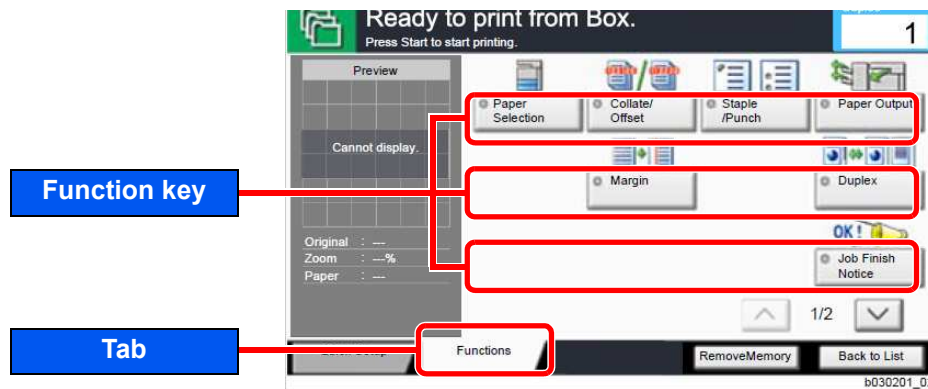 Ready to print from Box.
Press Start to start printing.
1
Preview
Cannot display.
Paper
Selection
Collate/
Offset
Staple
/Punch
Paper Output
Margin
Duplex
OK!
Job Finish
Notice
Function key
Original : ---
Zoom : ---%
Paper : ---
1/2
Tab
Functions
RemoveMemory
Back to List